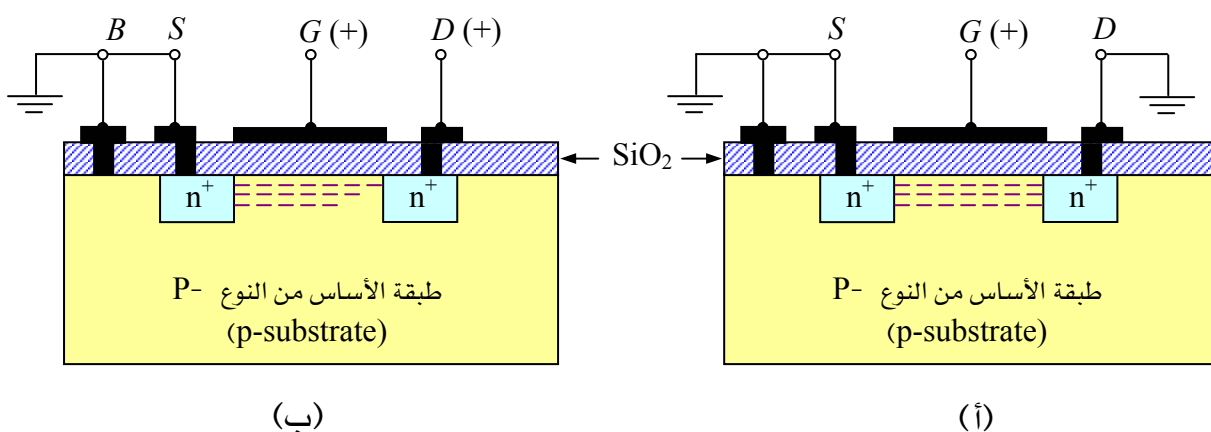 B S G (+) D (+)
S G (+) D
SiO₂
n⁺ n⁺
n⁺ n⁺
طبقة الأساس من النوع P-
(p-substrate)
طبقة الأساس من النوع P-
(p-substrate)
(ب)
(أ)